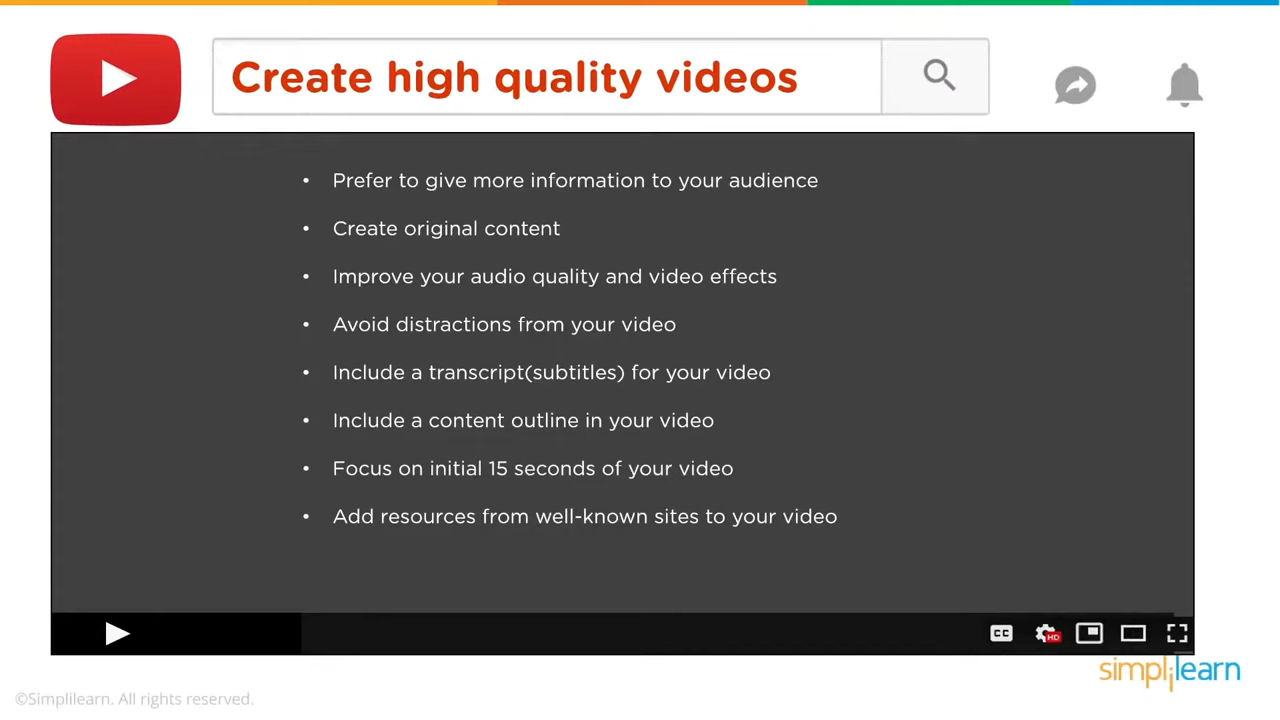 Create high quality videos
• Prefer to give more information to your audience
• Create original content
• Improve your audio quality and video effects
• Avoid distractions from your video
• Include a transcript(subtitles) for your video
• Include a content outline in your video
• Focus on initial 15 seconds of your video
• Add resources from well-known sites to your video
CC
HD
simplilearn
©Simplilearn. All rights reserved.